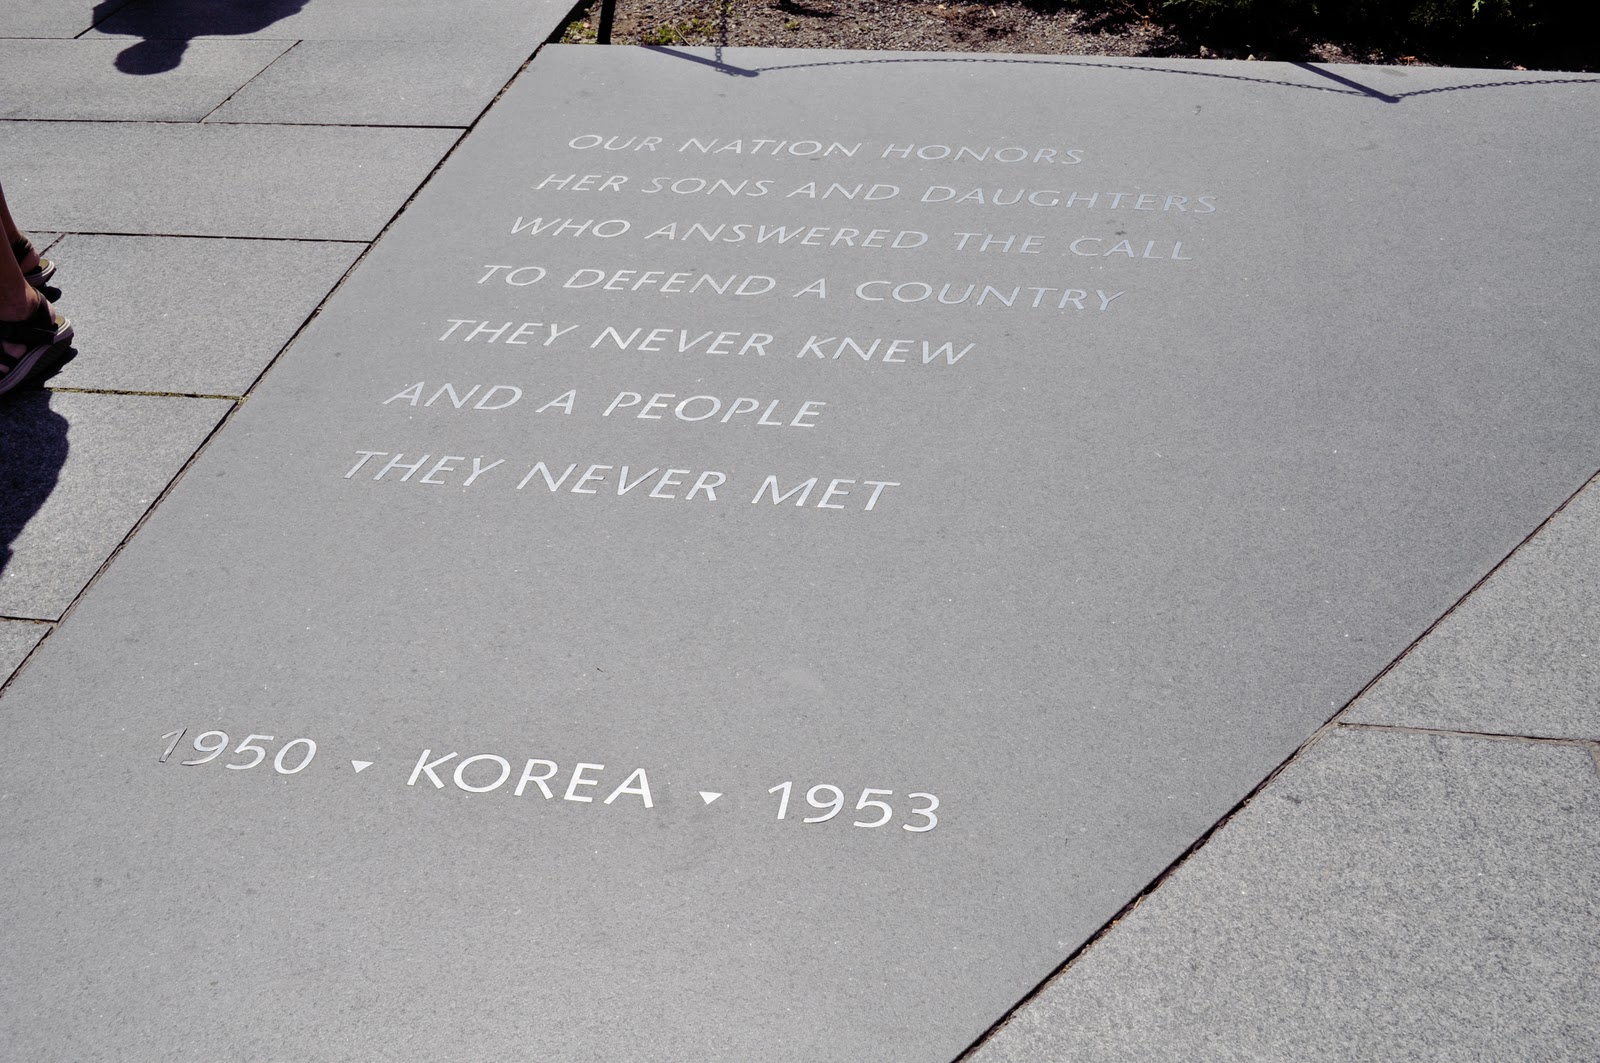 OUR NATION HONORS
HER SONS AND DAUGHTERS
WHO ANSWERED THE CALL
TO DEFEND A COUNTRY
THEY NEVER KNEW
AND A PEOPLE
THEY NEVER MET
1950 ▾ KOREA ▾ 1953